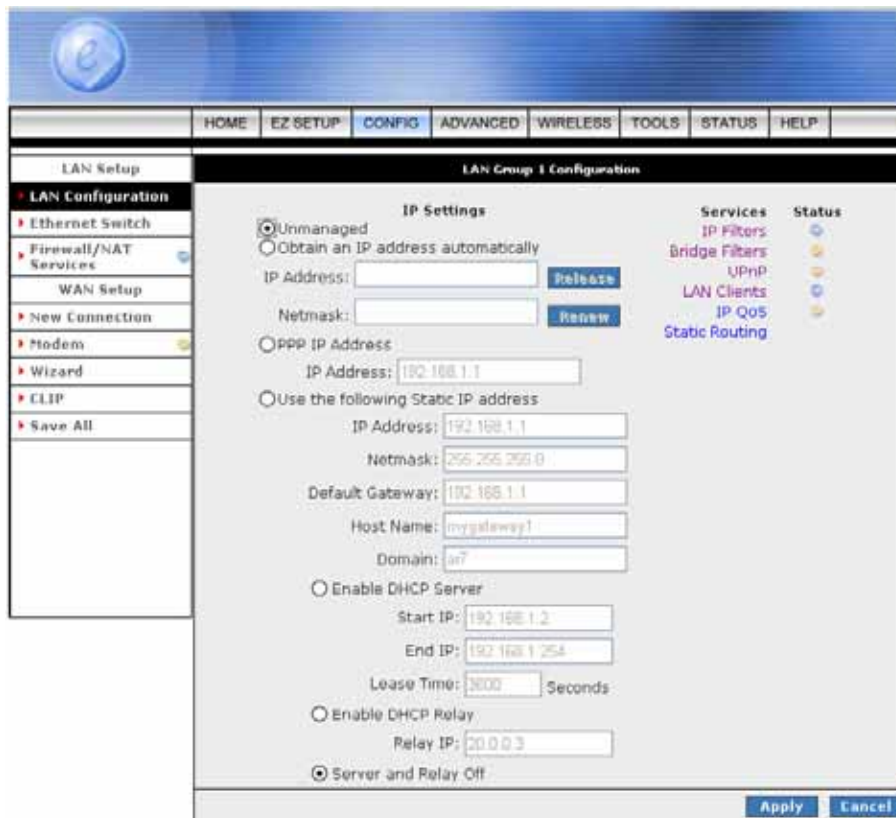 e
HOME EZ SETUP CONFIG ADVANCED WIRELESS TOOLS STATUS HELP
LAN Setup
LAN Configuration
Ethernet Switch
Firewall/NAT
Services
WAN Setup
New Connection
Modem
Wizard
CLIP
Save All
LAN Group 1 Configuration
IP Settings
Unmanaged
Obtain an IP address automatically
IP Address: Release
Netmask: Renew
PPP IP Address
IP Address: 192.168.1.1
Use the following Static IP address
IP Address: 192.168.1.1
Netmask: 255.255.255.0
Default Gateway: 192.168.1.1
Host Name: mygateway1
Domain: ar7
Enable DHCP Server
Start IP: 192.168.1.2
End IP: 192.168.1.254
Lease Time: 3600 Seconds
Enable DHCP Relay
Relay IP: 20.0.0.3
Server and Relay Off
Services Status
IP Filters
Bridge Filters
UPnP
LAN Clients
IP QoS
Static Routing
Apply Cancel